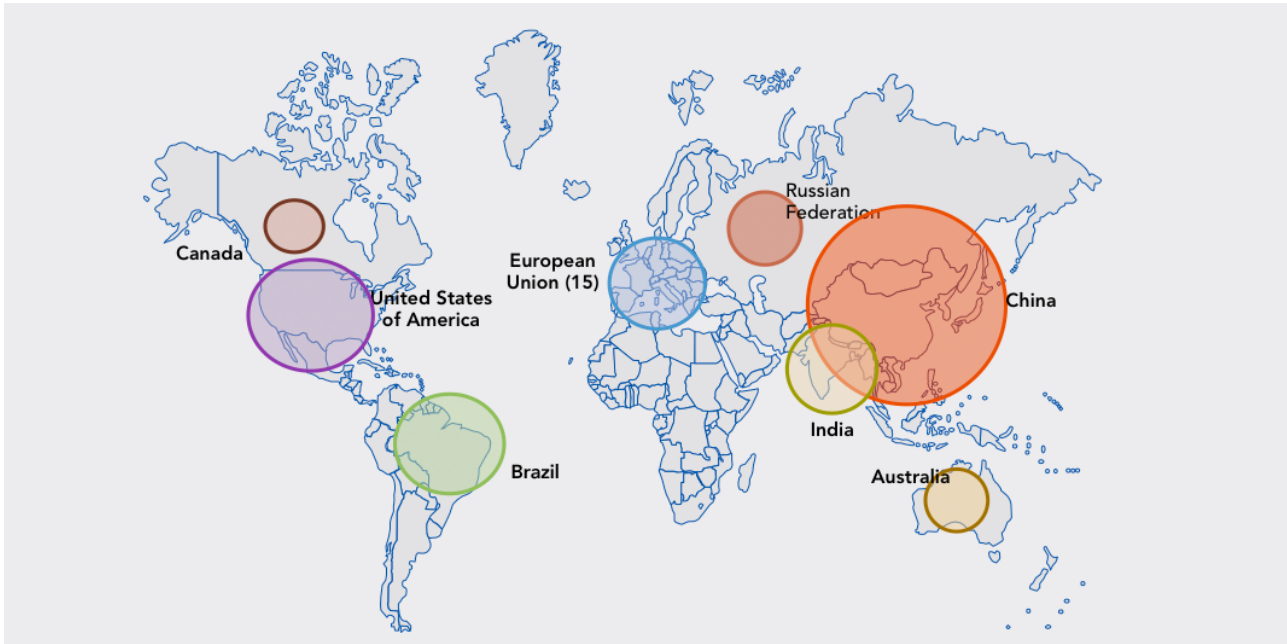 Russian
Federation
Canada
European
Union (15)
United States
of America
China
India
Brazil
Australia